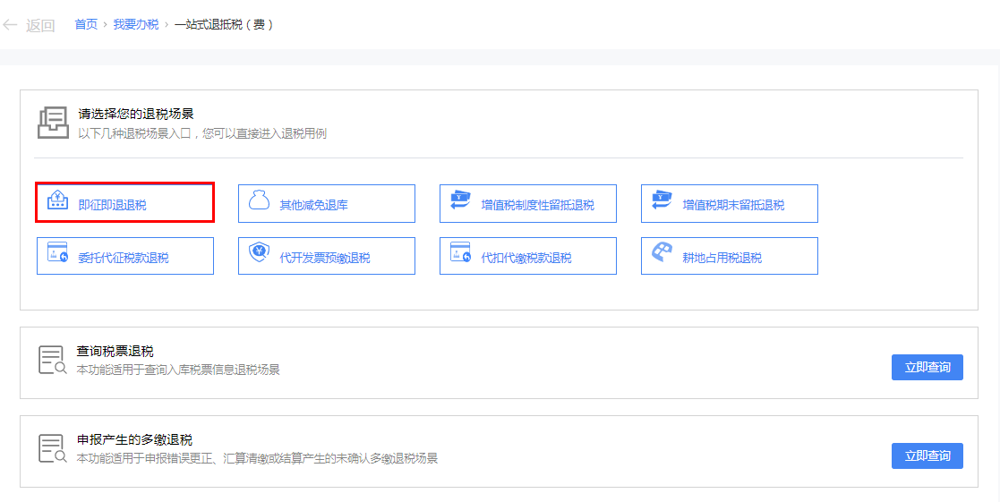 返回 首页 › 我要办税 › 一站式退抵税（费）
请选择您的退税场景
以下几种退税场景入口，您可以直接进入退税用例
即征即退退税 其他减免退库 增值税制度性留抵退税 增值税期末留抵退税
委托代征税款退税 代开发票预缴退税 代扣代缴税款退税 耕地占用税退税
查询税票退税
本功能适用于查询入库税票信息退税场景
立即查询
申报产生的多缴退税
本功能适用于申报错误更正、汇算清缴或结算产生的未确认多缴退税场景
立即查询